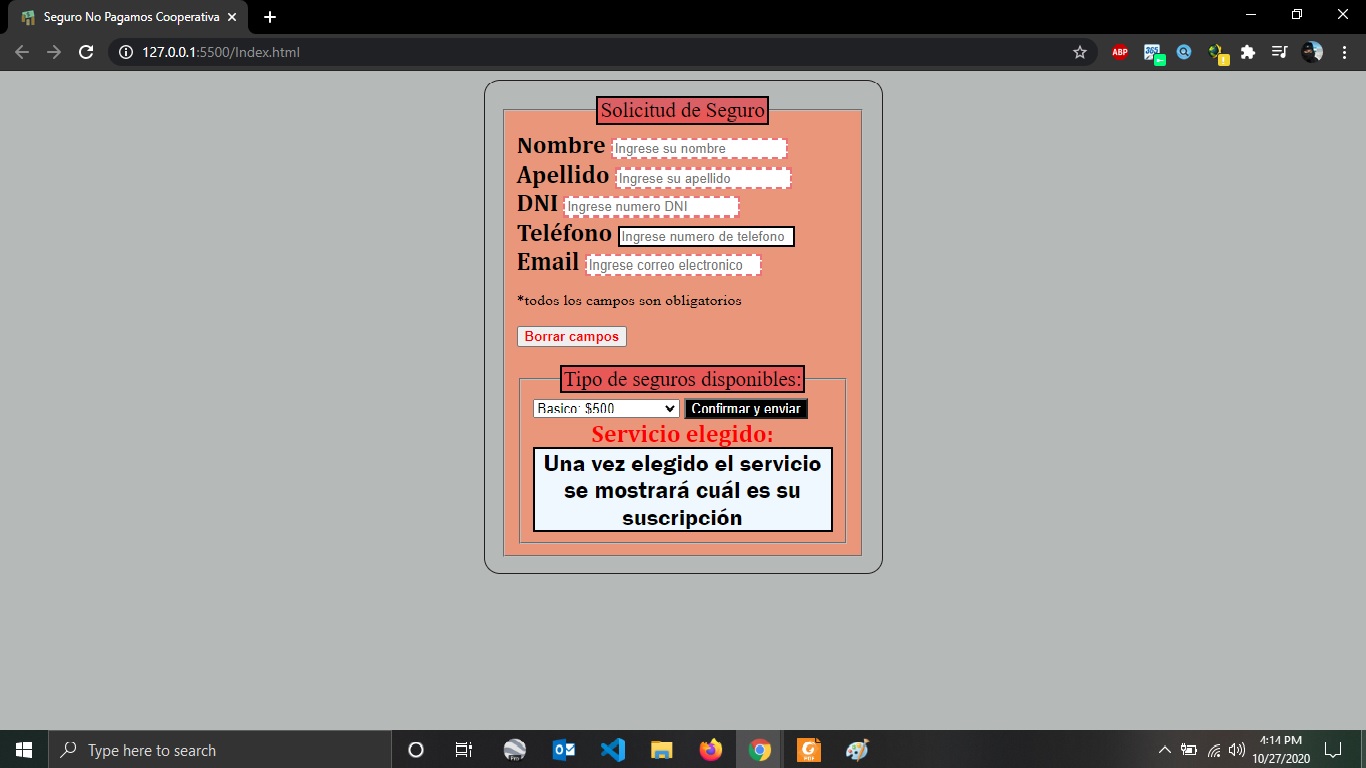 Seguro No Pagamos Cooperativa
127.0.0.1:5500/Index.html
ABP
365
Solicitud de Seguro
Nombre Ingrese su nombre
Apellido Ingrese su apellido
DNI Ingrese numero DNI
Teléfono Ingrese numero de telefono
Email Ingrese correo electronico
*todos los campos son obligatorios
Borrar campos
Tipo de seguros disponibles:
Basico: $500 Confirmar y enviar
Servicio elegido:
Una vez elegido el servicio
se mostrará cuál es su
suscripción
Type here to search
Pro
PDF
4:14 PM
10/27/2020